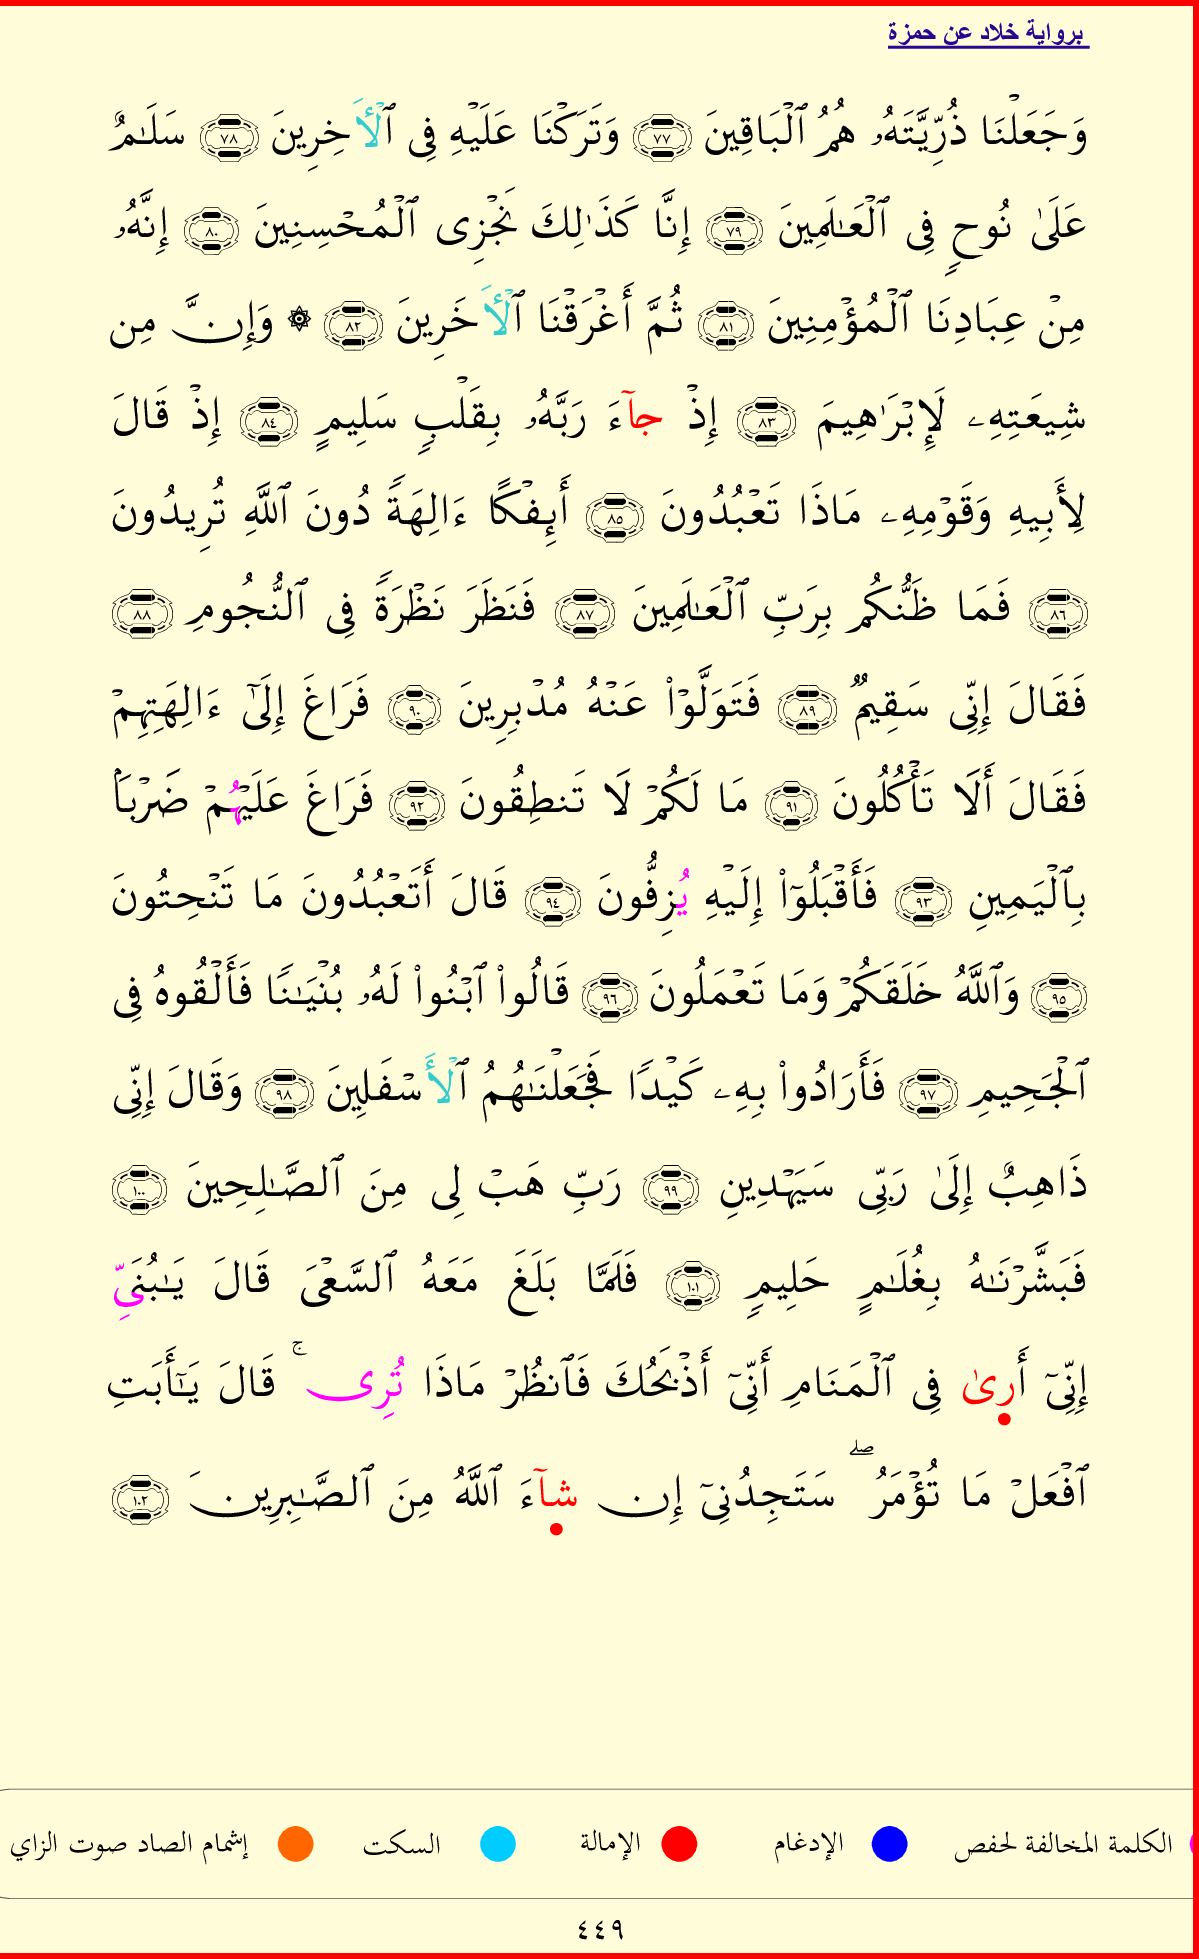 برواية خلاد عن حمزة
وَجَعَلْنَا ذُرِّيَّتَهُۥ هُمُ ٱلْبَاقِينَ ٧٧ وَتَرَكْنَا عَلَيْهِ فِى ٱلْأَخِرِينَ ٧٨ سَلَٰمٌ
عَلَىٰ نُوحٍ فِى ٱلْعَٰلَمِينَ ٧٩ إِنَّا كَذَٰلِكَ نَجْزِى ٱلْمُحْسِنِينَ ٨٠ إِنَّهُۥ
مِنْ عِبَادِنَا ٱلْمُؤْمِنِينَ ٨١ ثُمَّ أَغْرَقْنَا ٱلْأَخَرِينَ ٨٢ ۞ وَإِنَّ مِن
شِيعَتِهِۦ لَإِبْرَٰهِيمَ ٨٣ إِذْ جَآءَ رَبَّهُۥ بِقَلْبٍ سَلِيمٍ ٨٤ إِذْ قَالَ
لِأَبِيهِ وَقَوْمِهِۦ مَاذَا تَعْبُدُونَ ٨٥ أَئِفْكًا ءَالِهَةً دُونَ ٱللَّهِ تُرِيدُونَ
٨٦ فَمَا ظَنُّكُم بِرَبِّ ٱلْعَٰلَمِينَ ٨٧ فَنَظَرَ نَظْرَةً فِى ٱلنُّجُومِ ٨٨
فَقَالَ إِنِّى سَقِيمٌ ٨٩ فَتَوَلَّوْا۟ عَنْهُ مُدْبِرِينَ ٩٠ فَرَاغَ إِلَىٰٓ ءَالِهَتِهِمْ
فَقَالَ أَلَا تَأْكُلُونَ ٩١ مَا لَكُمْ لَا تَنطِقُونَ ٩٢ فَرَاغَ عَلَيْهُمْ ضَرْبًۢا
بِٱلْيَمِينِ ٩٣ فَأَقْبَلُوٓا۟ إِلَيْهِ يُزِفُّونَ ٩٤ قَالَ أَتَعْبُدُونَ مَا تَنْحِتُونَ
٩٥ وَٱللَّهُ خَلَقَكُمْ وَمَا تَعْمَلُونَ ٩٦ قَالُوا۟ ٱبْنُوا۟ لَهُۥ بُنْيَٰنًا فَأَلْقُوهُ فِى
ٱلْجَحِيمِ ٩٧ فَأَرَادُوا۟ بِهِۦ كَيْدًا فَجَعَلْنَٰهُمُ ٱلْأَسْفَلِينَ ٩٨ وَقَالَ إِنِّى
ذَاهِبٌ إِلَىٰ رَبِّى سَيَهْدِينِ ٩٩ رَبِّ هَبْ لِى مِنَ ٱلصَّٰلِحِينَ ١٠٠
فَبَشَّرْنَٰهُ بِغُلَٰمٍ حَلِيمٍ ١٠١ فَلَمَّا بَلَغَ مَعَهُ ٱلسَّعْىَ قَالَ يَٰبُنَىِّ
إِنِّىٓ أَرِىٰ فِى ٱلْمَنَامِ أَنِّىٓ أَذْبَحُكَ فَٱنظُرْ مَاذَا تُرِى ۚ قَالَ يَٰٓأَبَتِ
ٱفْعَلْ مَا تُؤْمَرُ ۖ سَتَجِدُنِىٓ إِن شَآءَ ٱللَّهُ مِنَ ٱلصَّٰبِرِينَ ١٠٢
الكلمة المخالفة لحفص الإدغام الإمالة السكت إشمام الصاد صوت الزاي
٤٤٩